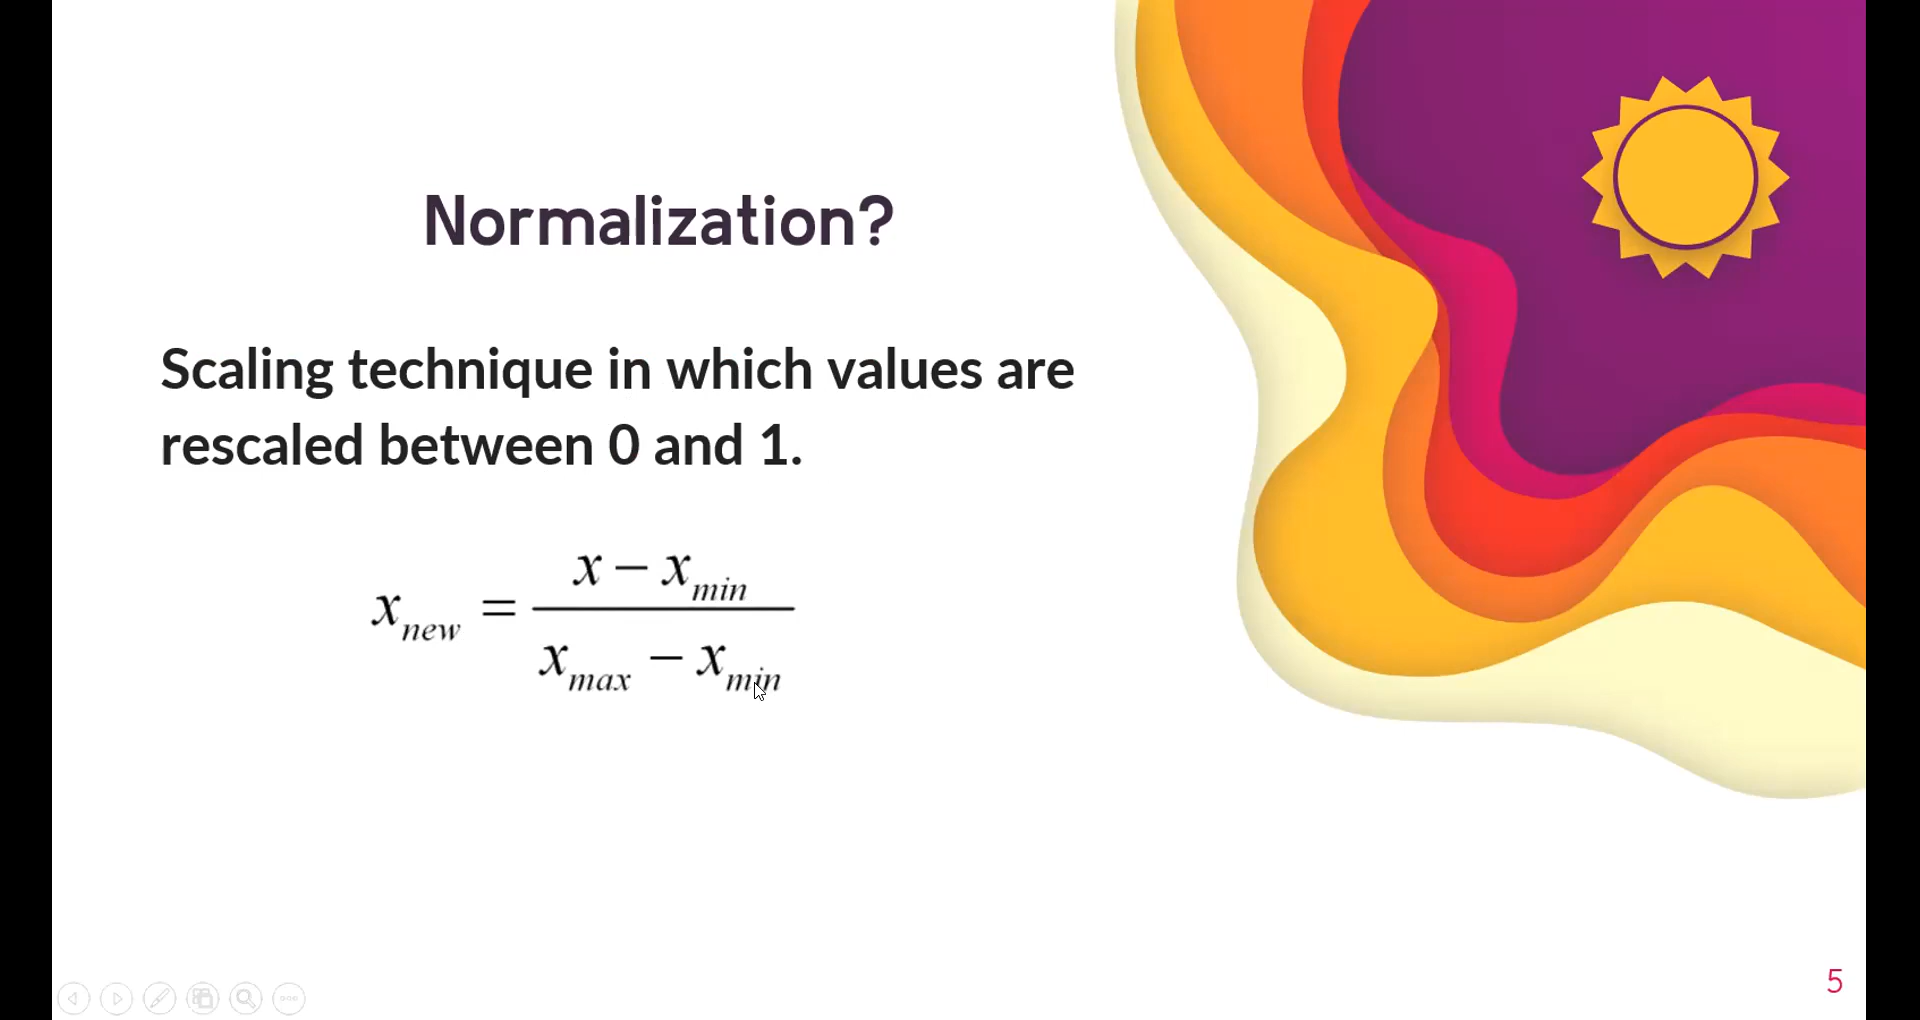 Normalization?
Scaling technique in which values are
rescaled between 0 and 1.
x_new = (x − x_min) / (x_max − x_min)
5